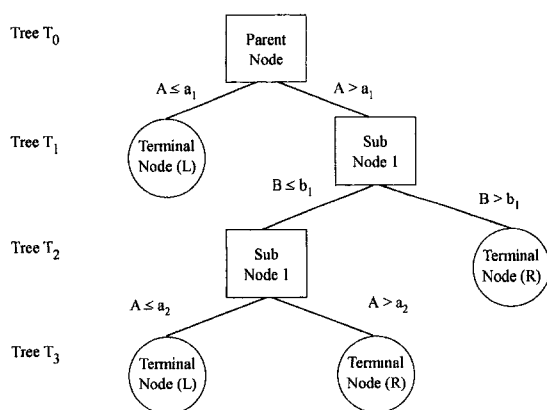 Tree T0
Parent
Node
A ≤ a1
A > a1
Tree T1
Terminal
Node (L)
Sub
Node 1
B ≤ b1
B > b1
Tree T2
Sub
Node 1
Terminal
Node (R)
A ≤ a2
A > a2
Tree T3
Terminal
Node (L)
Terminal
Node (R)